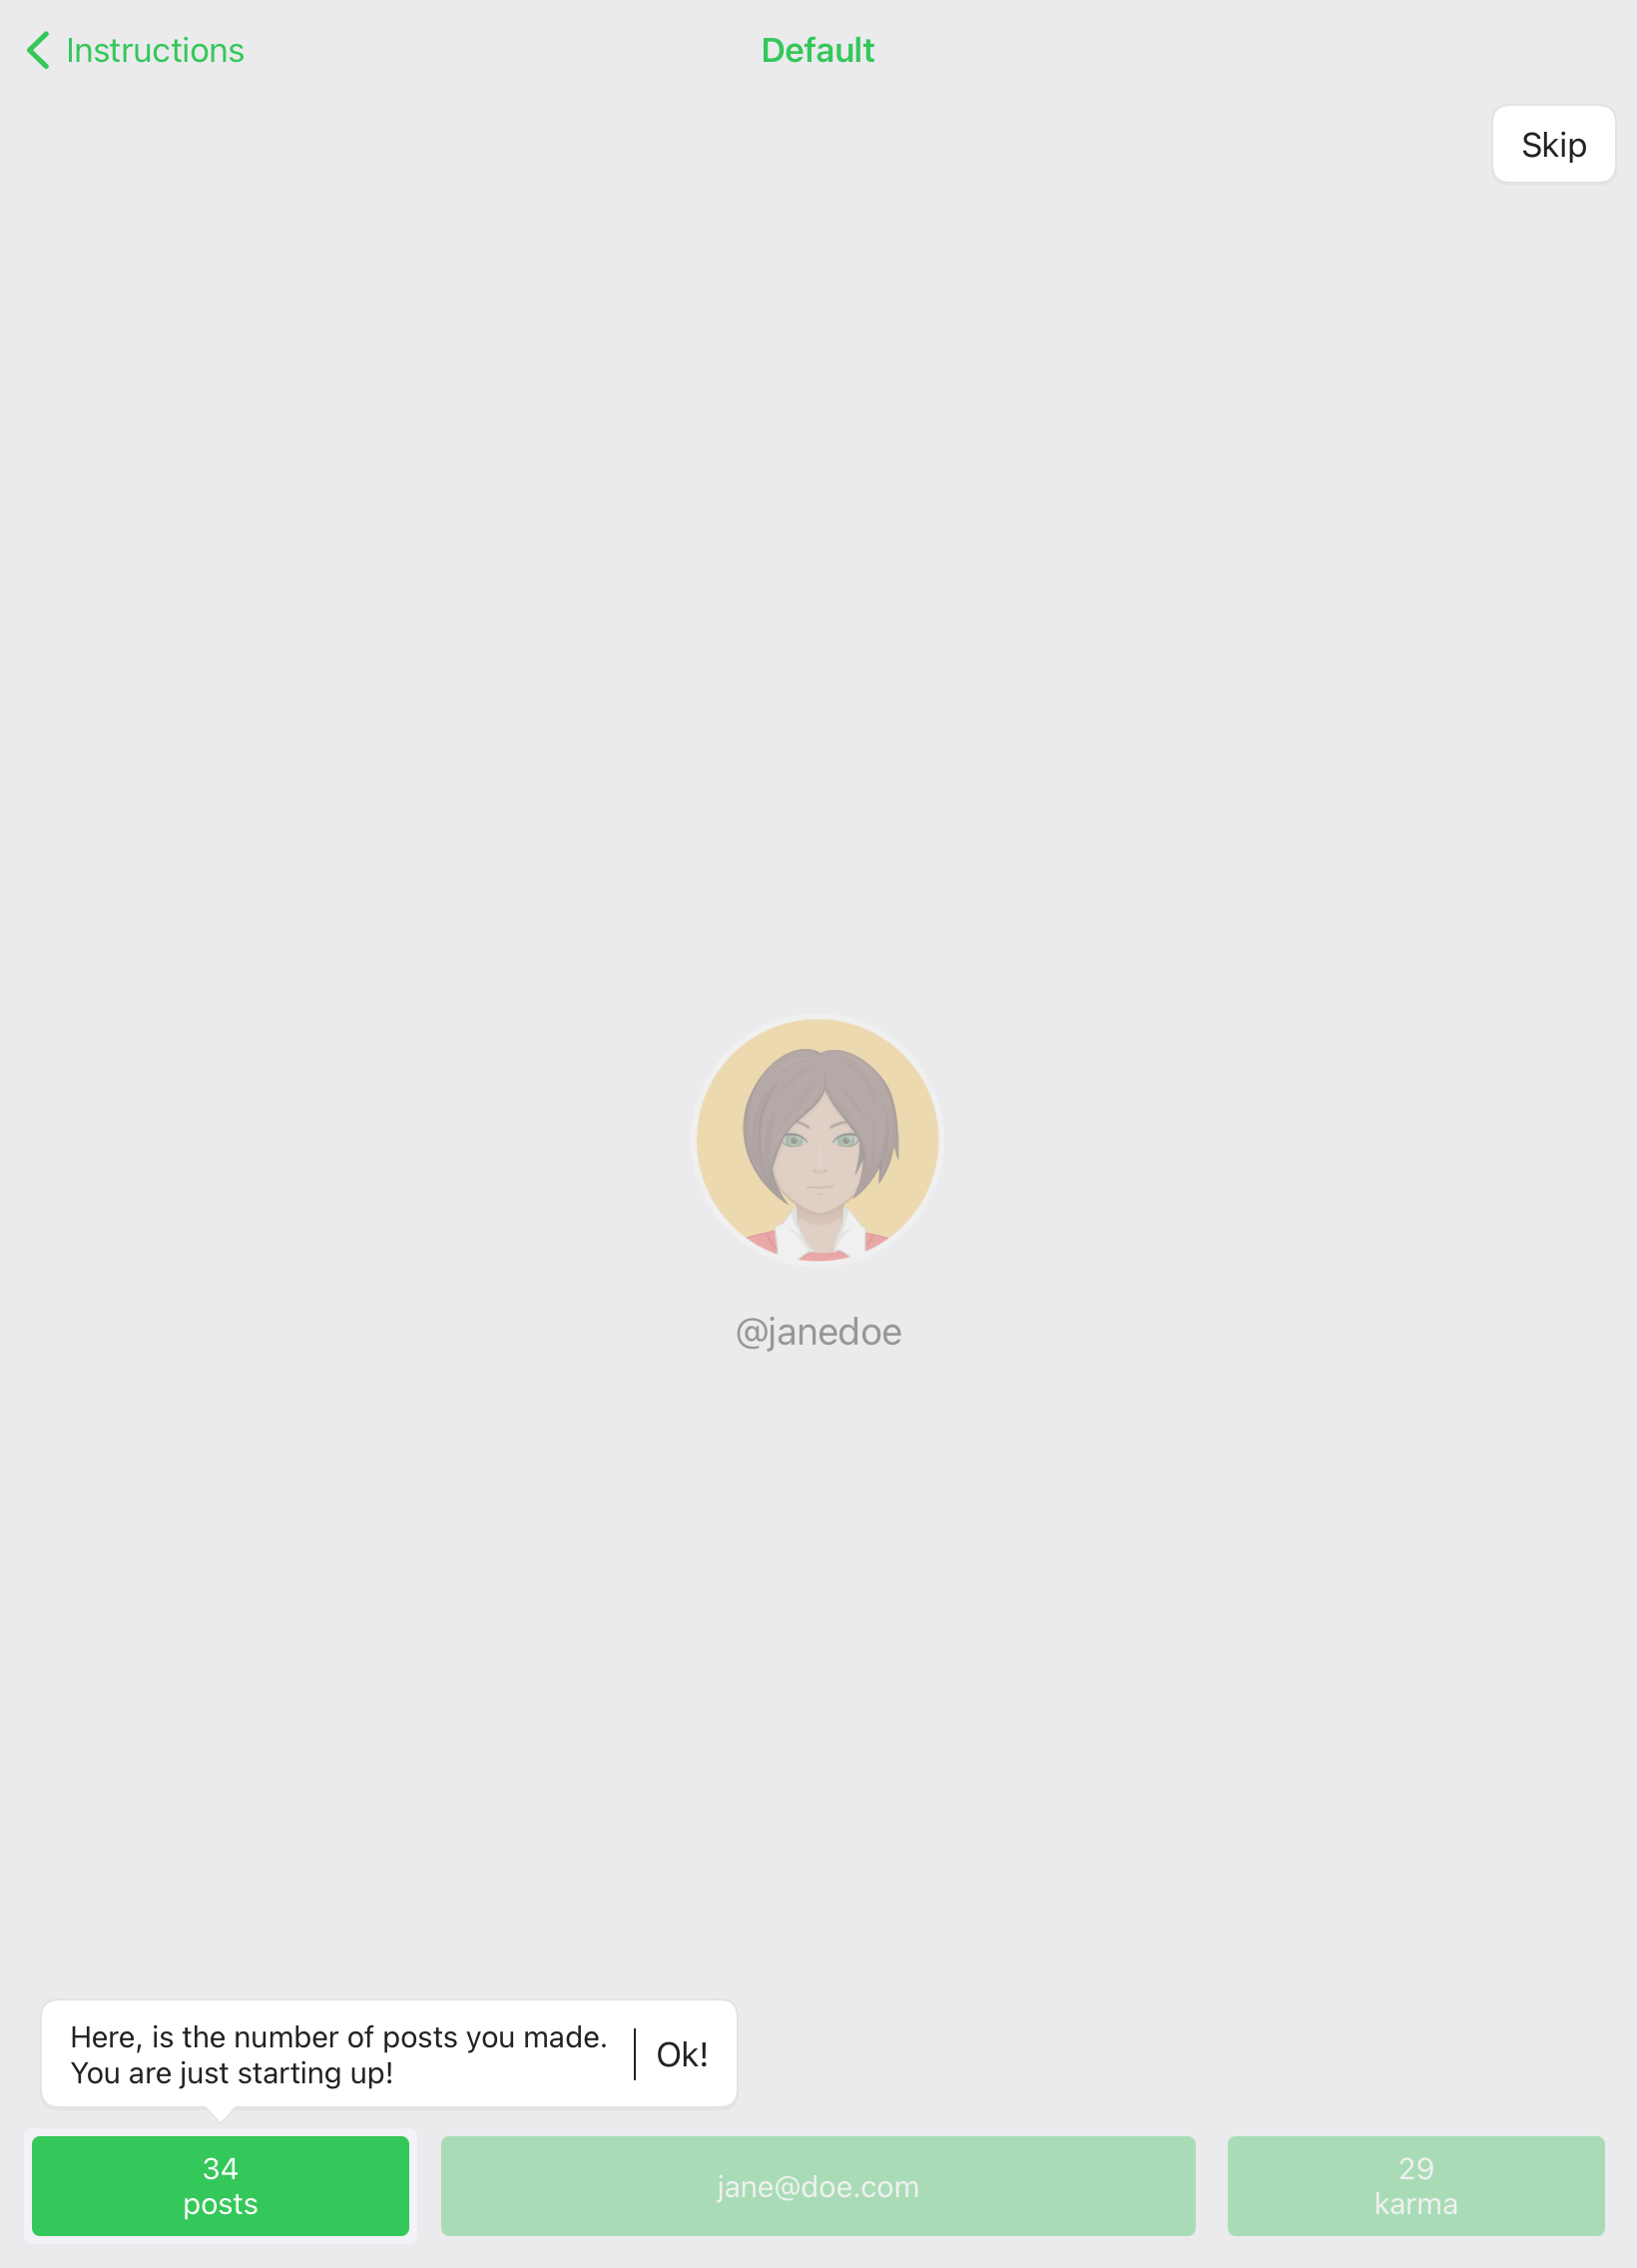 Instructions
Default
Skip
@janedoe
Here, is the number of posts you made.
You are just starting up!
Ok!
34
posts
jane@doe.com
29
karma